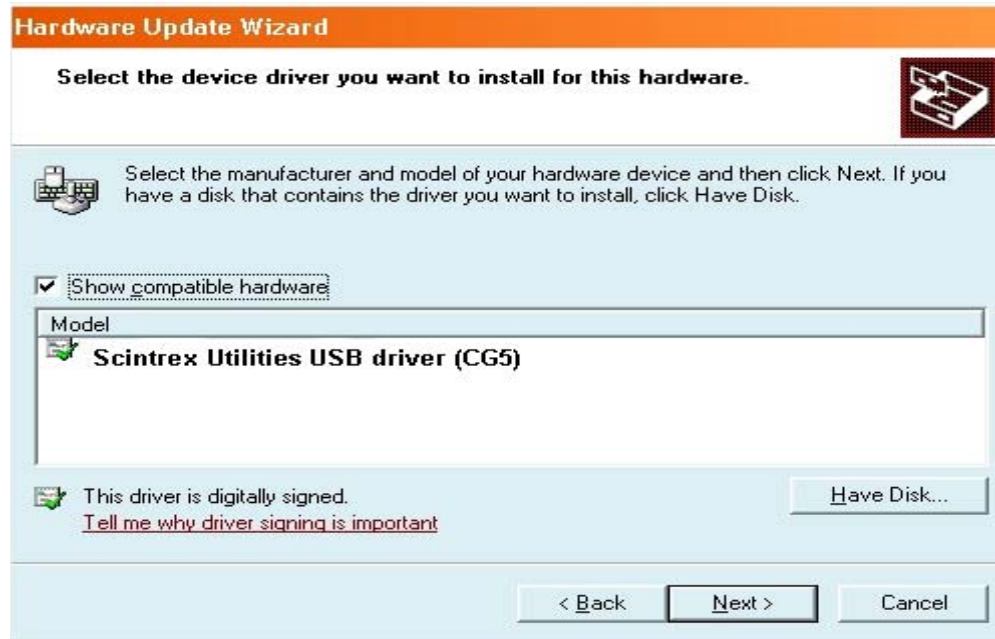 Hardware Update Wizard
Select the device driver you want to install for this hardware.
Select the manufacturer and model of your hardware device and then click Next. If you
have a disk that contains the driver you want to install, click Have Disk.
Show compatible hardware
Model
Scintrex Utilities USB driver (CG5)
This driver is digitally signed.
Have Disk...
Tell me why driver signing is important
< Back Next > Cancel